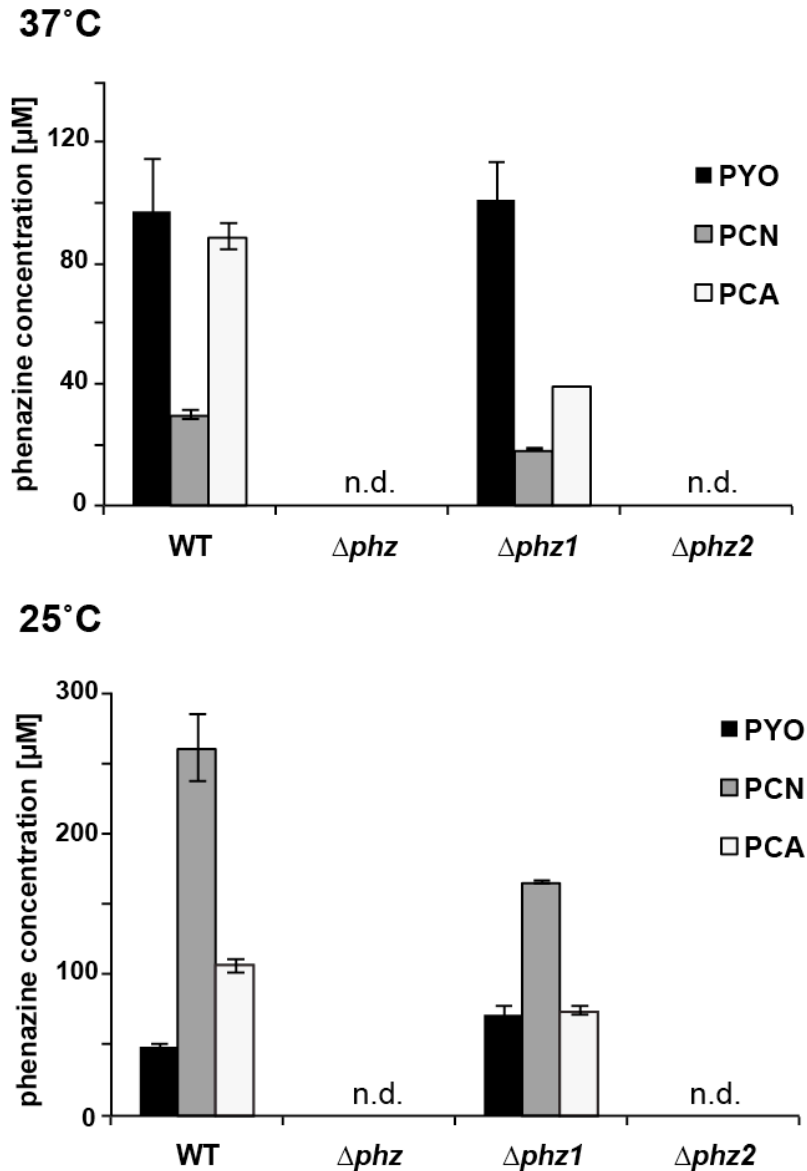 37˚C
phenazine concentration [µM]
120
80
40
0
PYO
PCN
PCA
n.d.
n.d.
WT
Δphz
Δphz1
Δphz2
25˚C
phenazine concentration [µM]
300
200
100
0
PYO
PCN
PCA
n.d.
n.d.
WT
Δphz
Δphz1
Δphz2